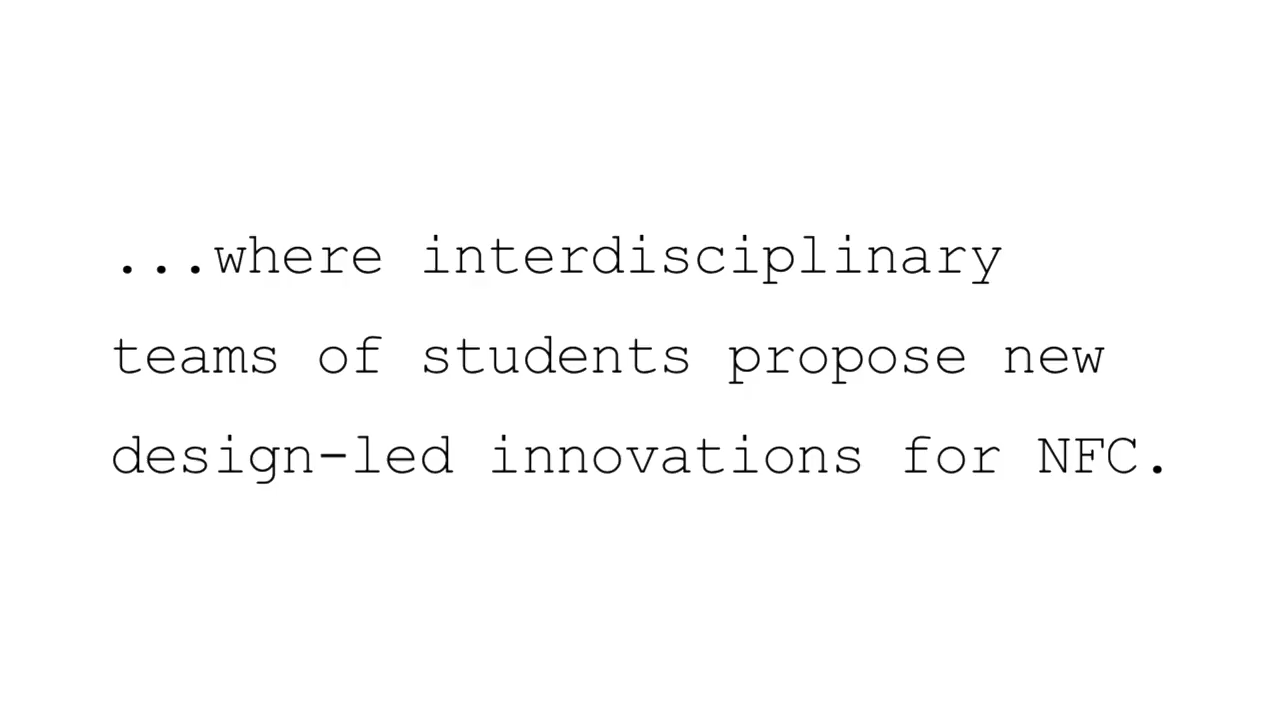 ...where interdisciplinary
teams of students propose new
design-led innovations for NFC.